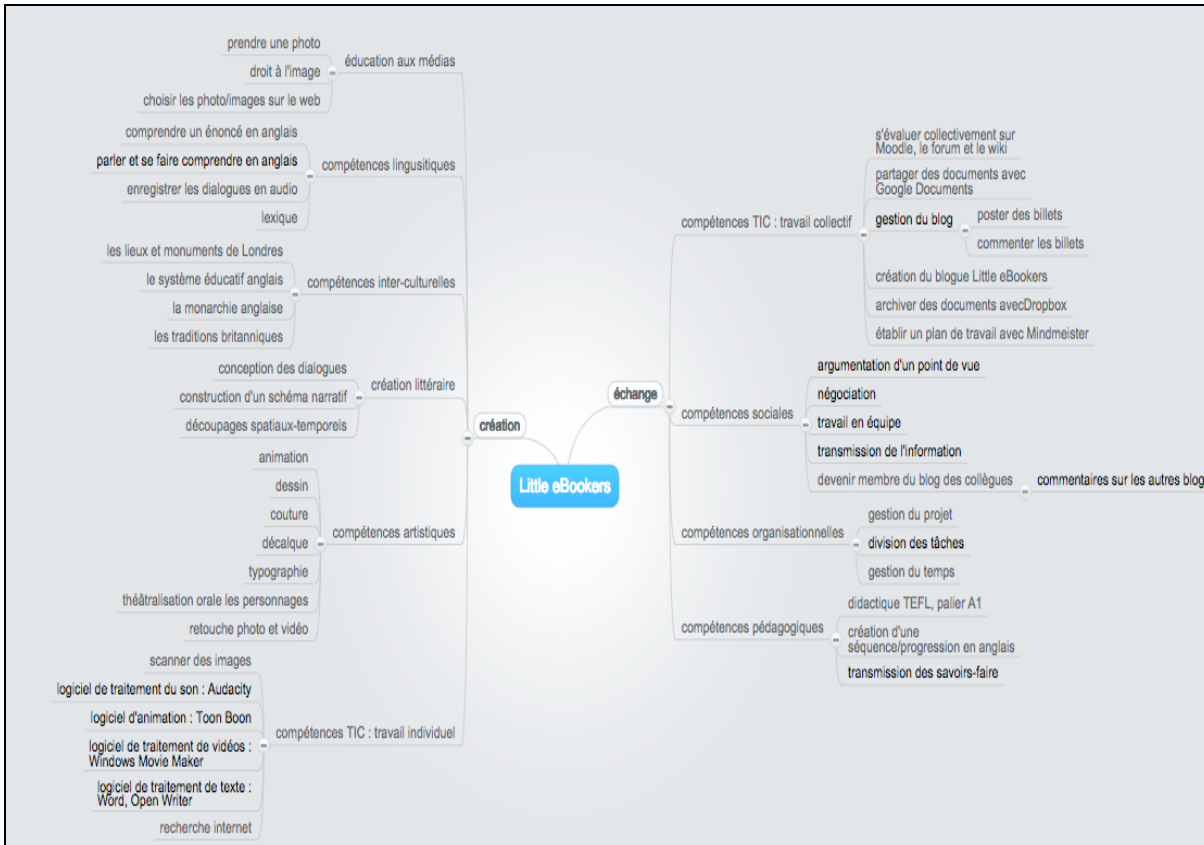 Little eBookers
création
éducation aux médias
prendre une photo
droit à l'image
choisir les photo/images sur le web
compétences lingusitiques
comprendre un énoncé en anglais
parler et se faire comprendre en anglais
enregistrer les dialogues en audio
lexique
compétences inter-culturelles
les lieux et monuments de Londres
le système éducatif anglais
la monarchie anglaise
les traditions britanniques
création littéraire
conception des dialogues
construction d'un schéma narratif
découpages spatiaux-temporels
compétences artistiques
animation
dessin
couture
décalque
typographie
théâtralisation orale les personnages
retouche photo et vidéo
compétences TIC : travail individuel
scanner des images
logiciel de traitement du son : Audacity
logiciel d'animation : Toon Boon
logiciel de traitement de vidéos :
Windows Movie Maker
logiciel de traitement de texte :
Word, Open Writer
recherche internet
échange
compétences TIC : travail collectif
s'évaluer collectivement sur
Moodle, le forum et le wiki
partager des documents avec
Google Documents
gestion du blog
poster des billets
commenter les billets
création du blogue Little eBookers
archiver des documents avecDropbox
établir un plan de travail avec Mindmeister
compétences sociales
argumentation d'un point de vue
négociation
travail en équipe
transmission de l'information
devenir membre du blog des collègues
commentaires sur les autres blog
compétences organisationnelles
gestion du projet
division des tâches
gestion du temps
compétences pédagogiques
didactique TEFL, palier A1
création d'une
séquence/progression en anglais
transmission des savoirs-faire